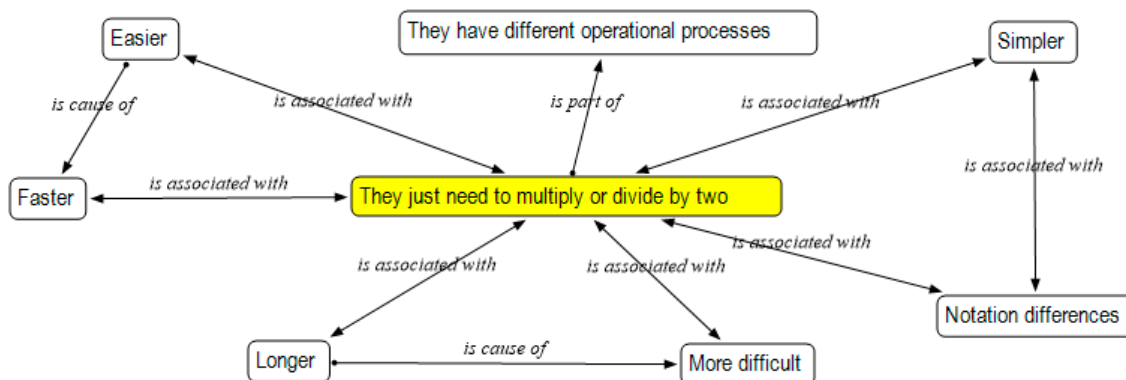 They have different operational processes
Easier
Simpler
is cause of
is associated with
is part of
is associated with
is associated with
Faster
is associated with
They just need to multiply or divide by two
is associated with
is associated with
is associated with
Notation differences
Longer
is cause of
More difficult